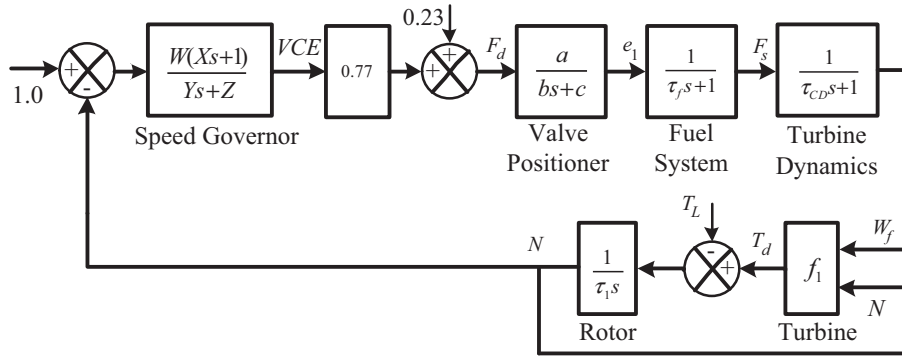 0.23
1.0
+
-
W(Xs+1)
Ys+Z
Speed Governor
VCE
0.77
+
+
F_d
a
bs+c
Valve
Positioner
e_1
1
τ_f s+1
Fuel
System
F_s
1
τ_CD s+1
Turbine
Dynamics
N
1
τ_1 s
Rotor
T_L
-
+
T_d
f_1
Turbine
W_f
N